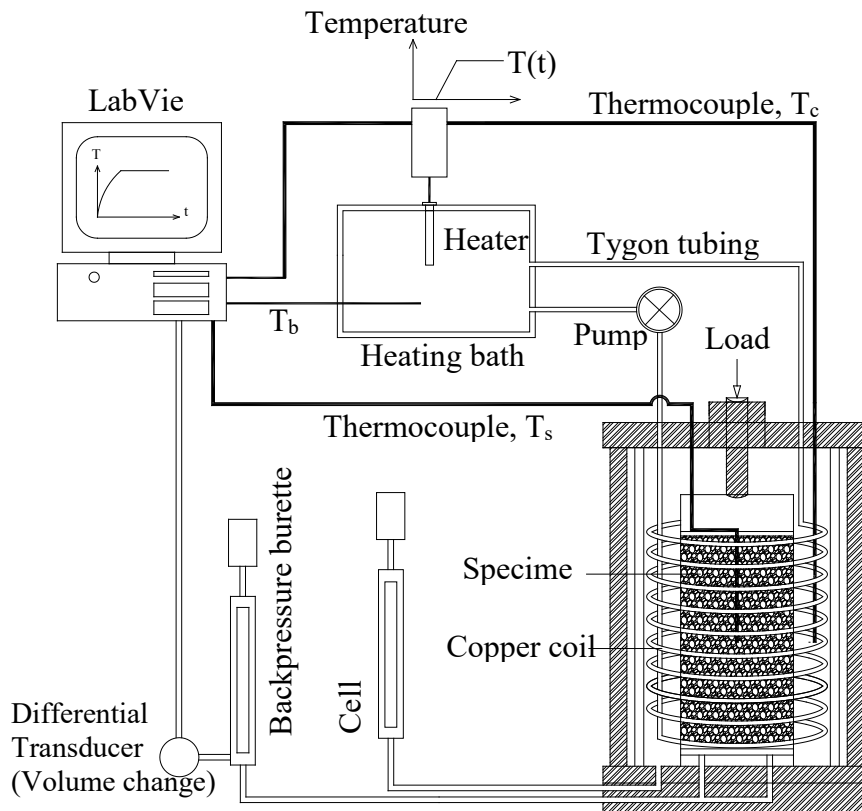 Temperature
T(t)
LabVie
Thermocouple, Tc
T
t
Heater
Tygon tubing
Tb
Pump
Heating bath
Load
Thermocouple, Ts
Backpressure burette
Cell
Specime
Copper coil
Differential
Transducer
(Volume change)